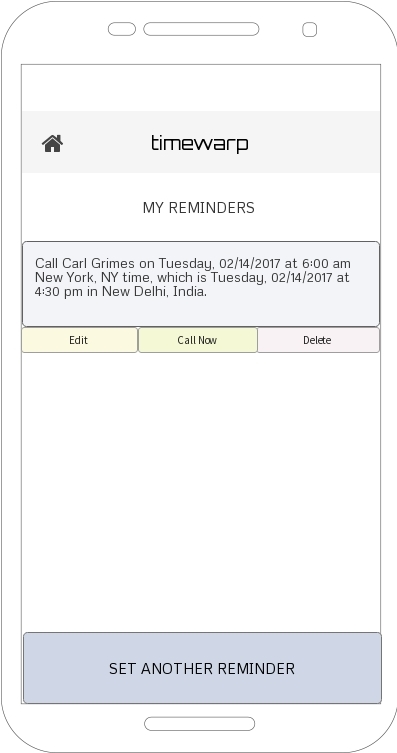 timewarp
MY REMINDERS
Call Carl Grimes on Tuesday, 02/14/2017 at 6:00 am
New York, NY time, which is Tuesday, 02/14/2017 at
4:30 pm in New Delhi, India.
Edit
Call Now
Delete
SET ANOTHER REMINDER